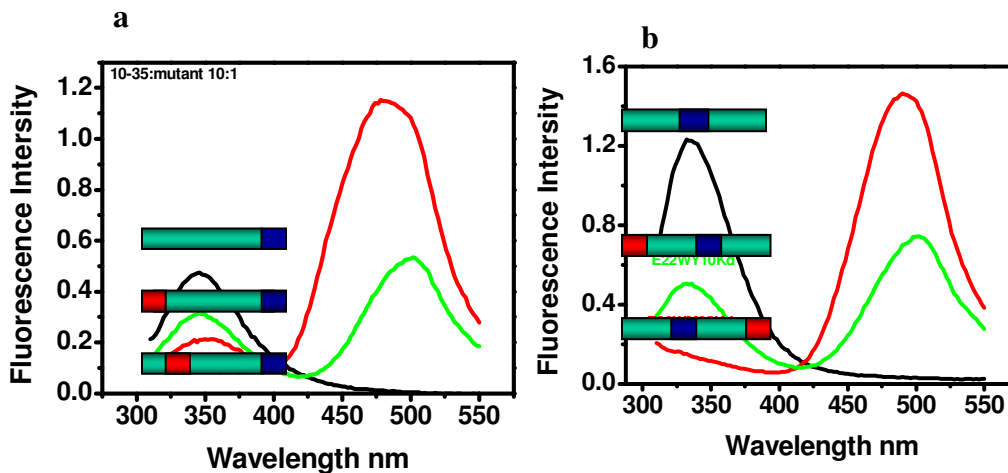 a
10-35:mutant 10:1
Fluorescence Intersity
1.2
1.0
0.8
0.6
0.4
0.2
0.0
300 350 400 450 500 550
Wavelength nm
b
Fluorescence Intensity
1.6
1.2
0.8
0.4
0.0
E22WY10Kd
300 350 400 450 500 550
Wavelength nm